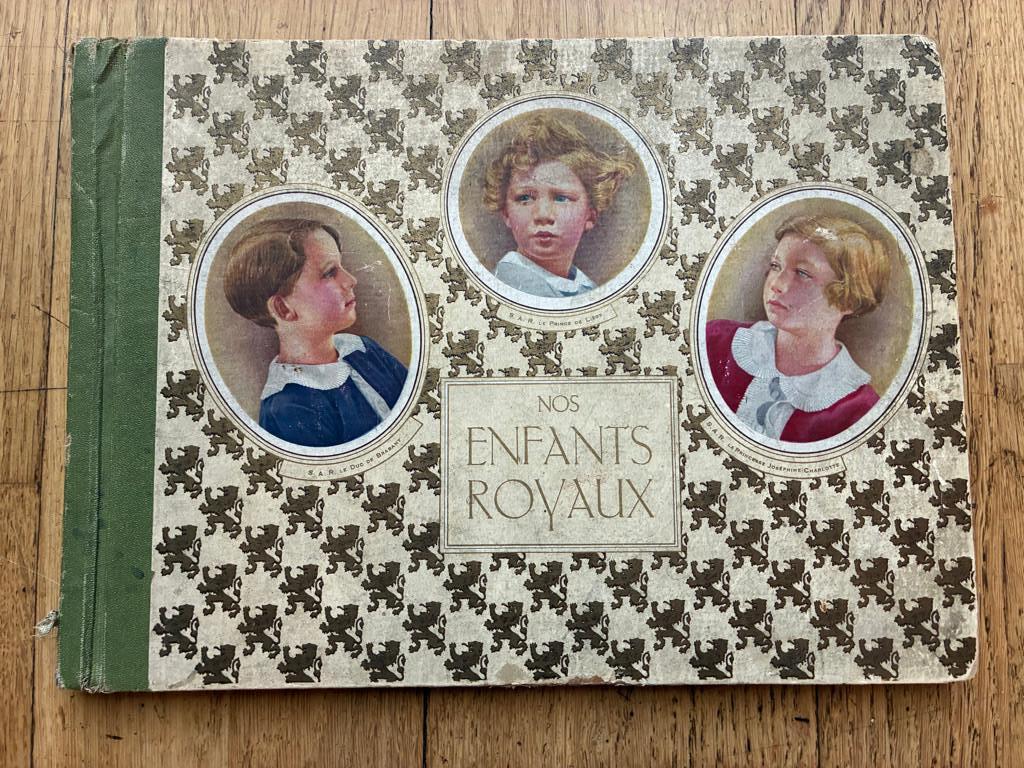 S.A.R. LE PRINCE DE LIÈGE
S.A.R. LE DUC DE BRABANT
S.A.R. LA PRINCESSE JOSÉPHINE-CHARLOTTE
NOS
ENFANTS
ROYAUX